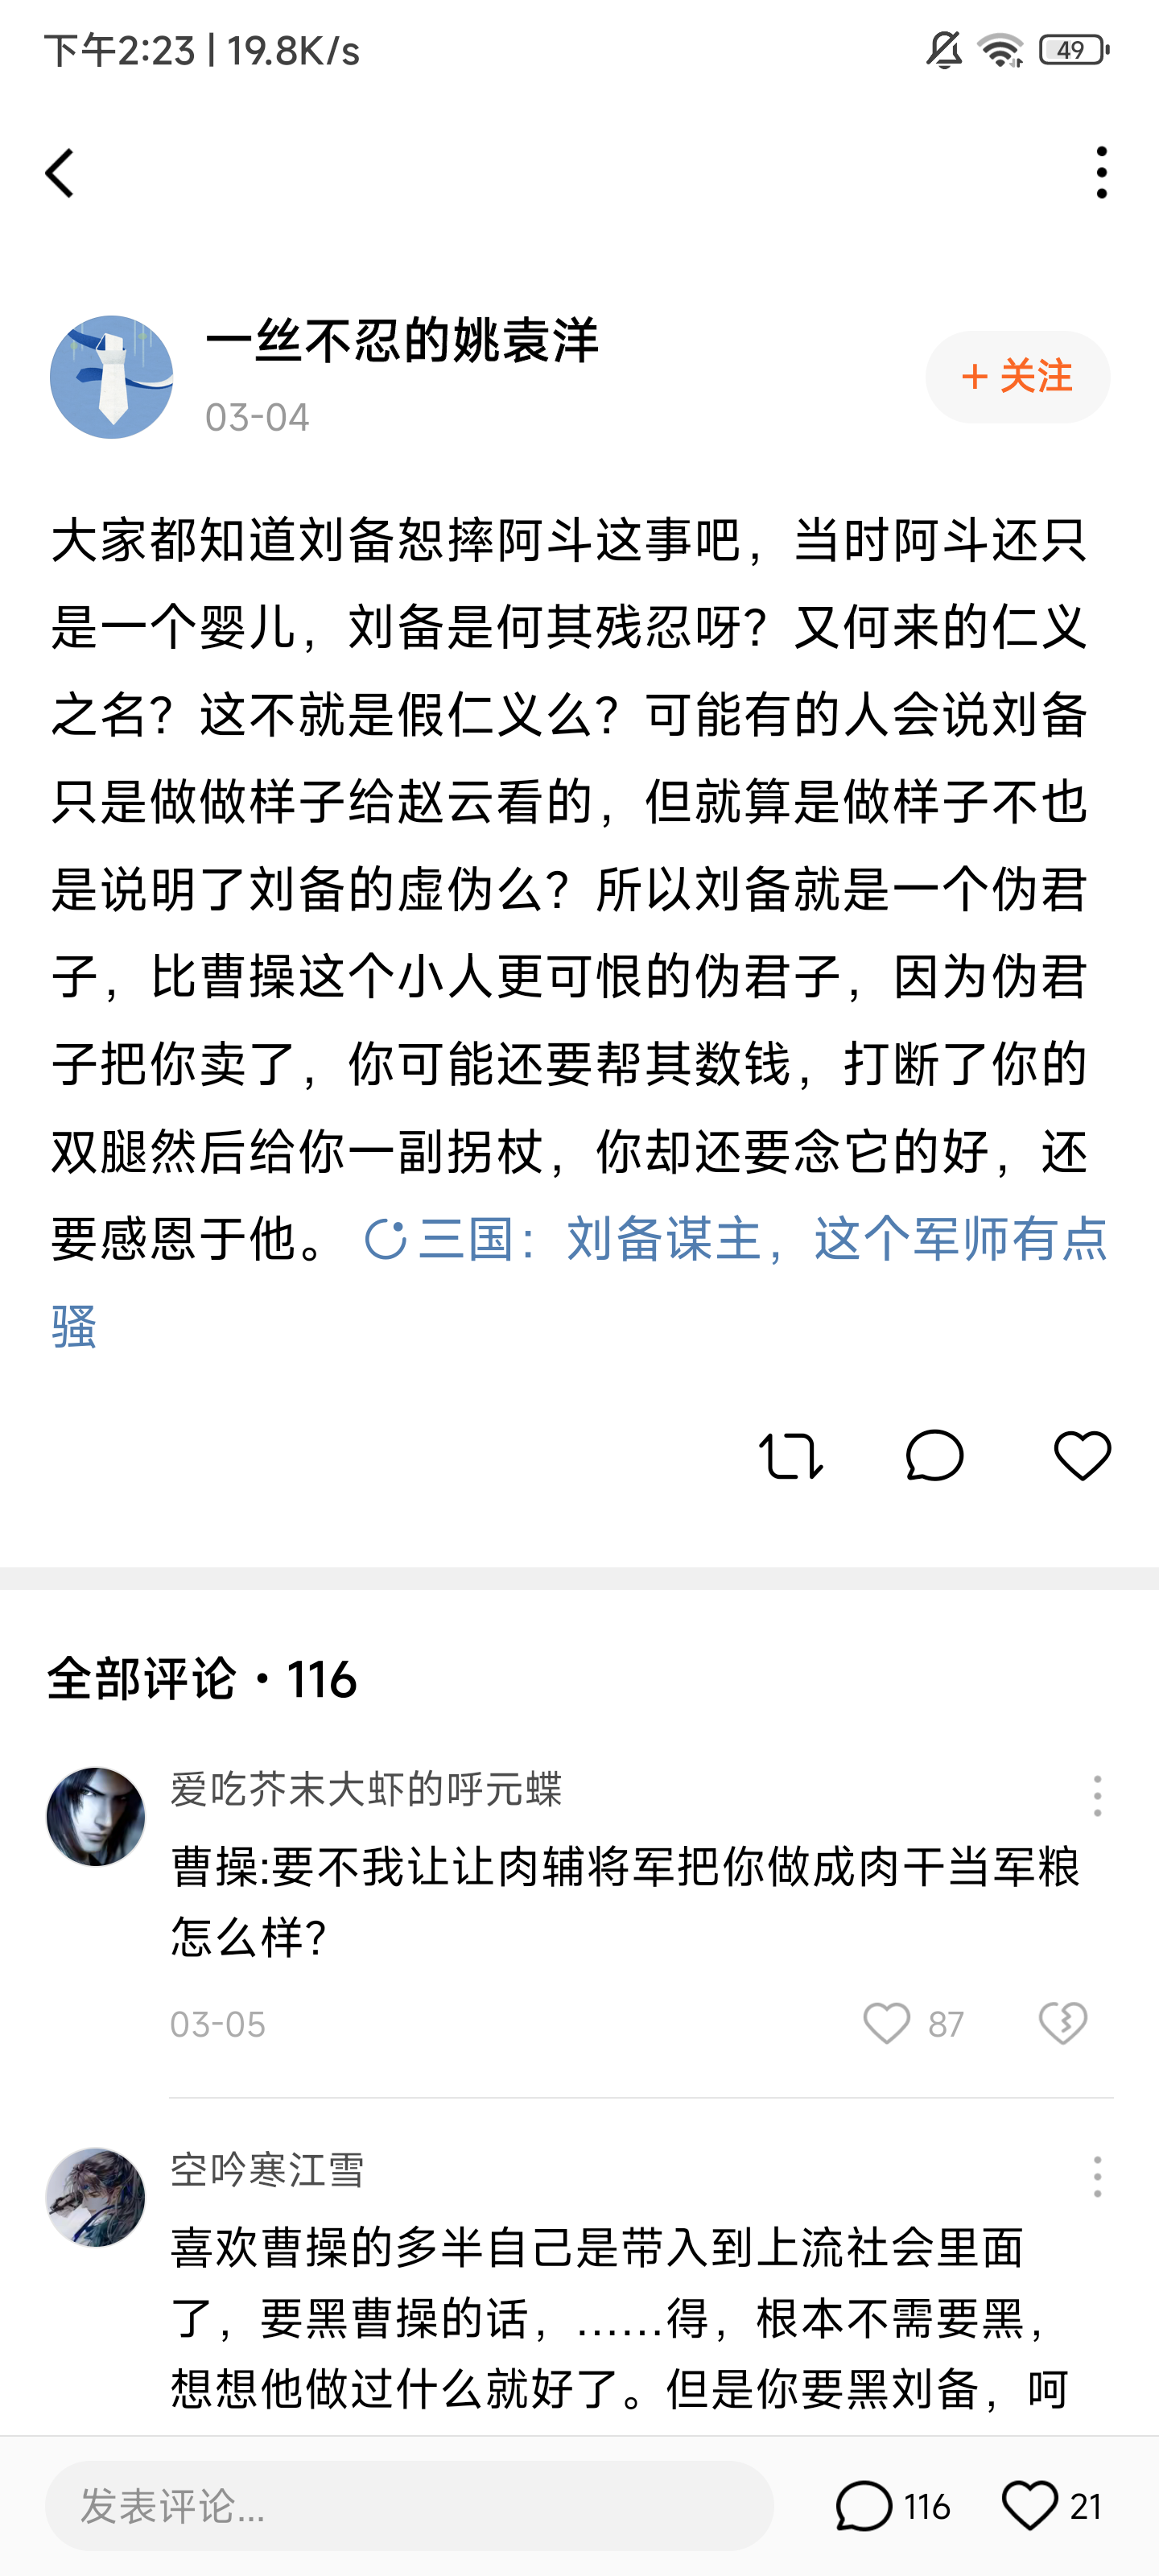 下午2:23 | 19.8K/s
49
一丝不忍的姚袁洋
03-04
+ 关注
大家都知道刘备恕摔阿斗这事吧，当时阿斗还只
是一个婴儿，刘备是何其残忍呀？又何来的仁义
之名？这不就是假仁义么？可能有的人会说刘备
只是做做样子给赵云看的，但就算是做样子不也
是说明了刘备的虚伪么？所以刘备就是一个伪君
子，比曹操这个小人更可恨的伪君子，因为伪君
子把你卖了，你可能还要帮其数钱，打断了你的
双腿然后给你一副拐杖，你却还要念它的好，还
要感恩于他。 三国：刘备谋主，这个军师有点
骚
全部评论·116
爱吃芥末大虾的呼元蝶
曹操:要不我让让肉辅将军把你做成肉干当军粮
怎么样？
03-05
87
空吟寒江雪
喜欢曹操的多半自己是带入到上流社会里面
了，要黑曹操的话，……得，根本不需要黑，
想想他做过什么就好了。但是你要黑刘备，呵
发表评论...
116
21